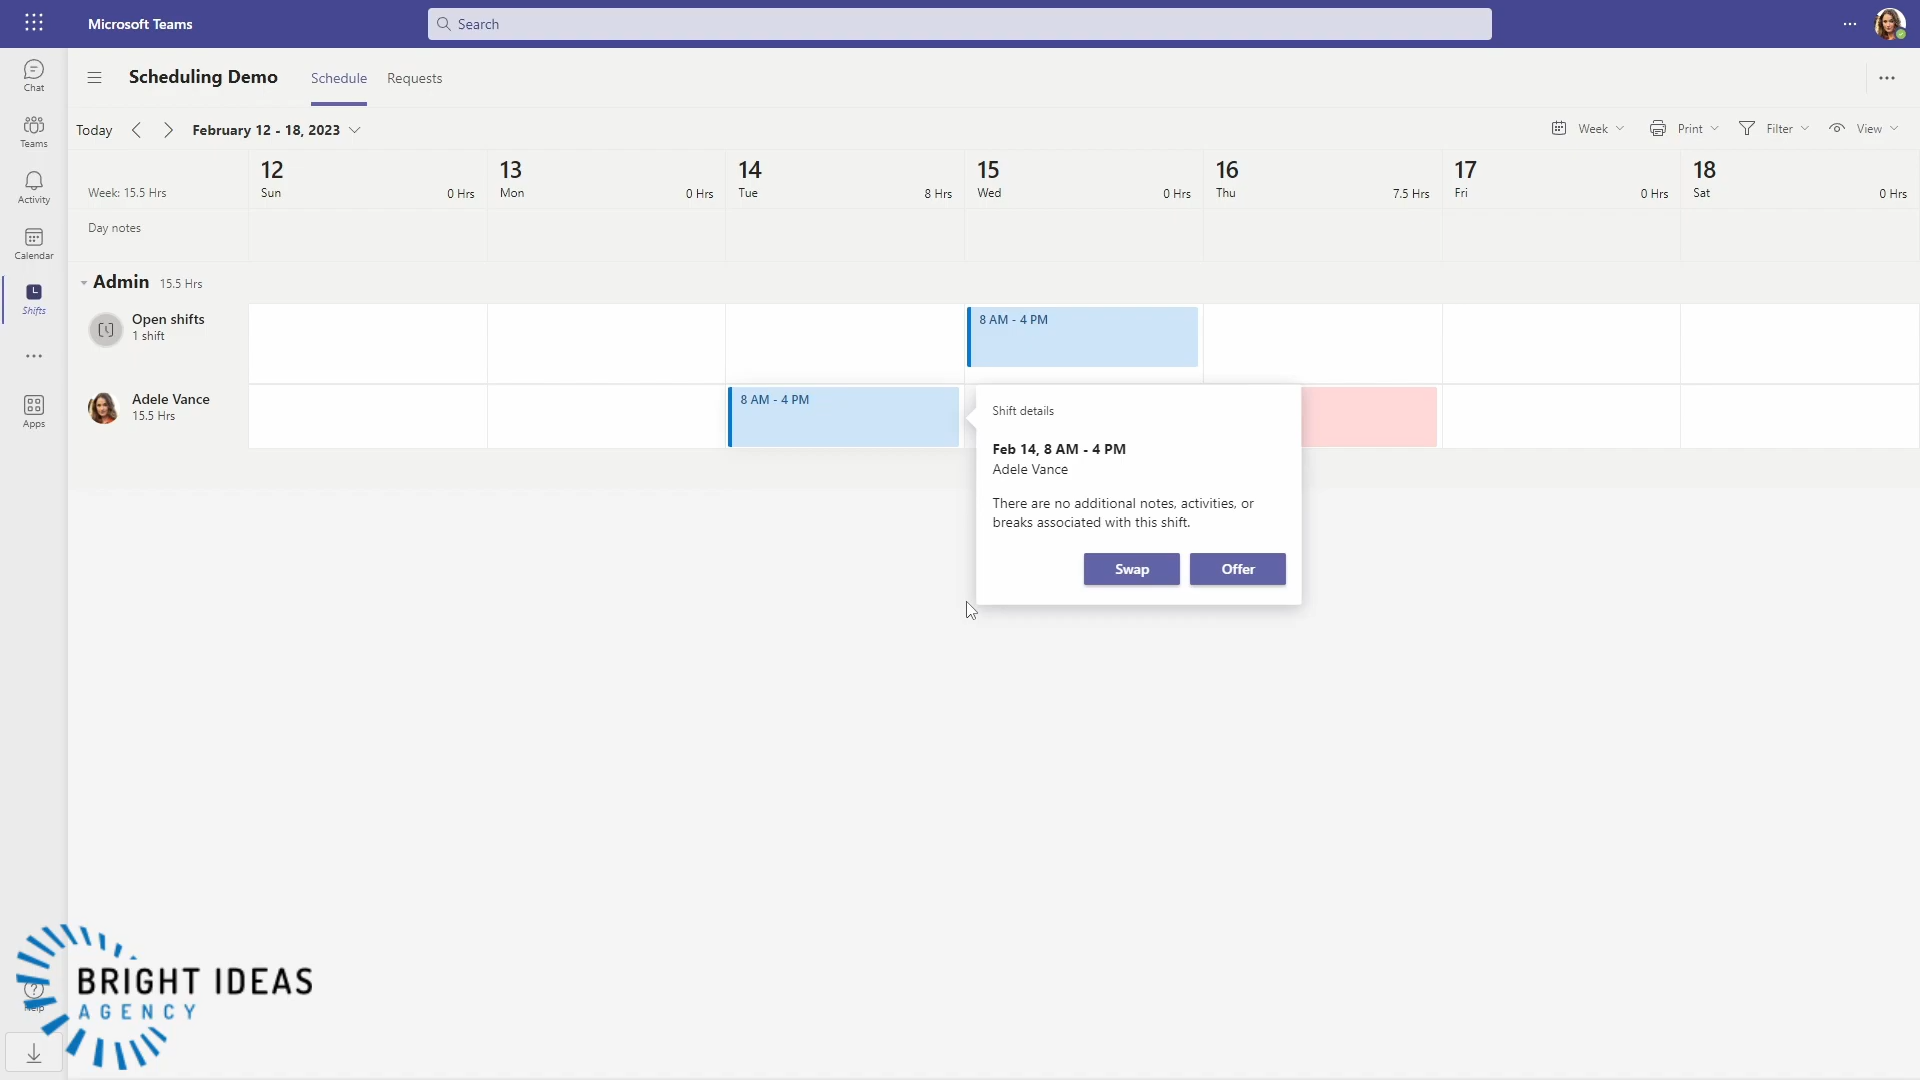 Microsoft Teams
Search
Chat
Teams
Activity
Calendar
Shifts
Apps
Help
Scheduling Demo
Schedule
Requests
Today
February 12 - 18, 2023
Week
Print
Filter
View
Week: 15.5 Hrs
12
Sun
0 Hrs
13
Mon
0 Hrs
14
Tue
8 Hrs
15
Wed
0 Hrs
16
Thu
7.5 Hrs
17
Fri
0 Hrs
18
Sat
0 Hrs
Day notes
Admin 15.5 Hrs
Open shifts
1 shift
8 AM - 4 PM
Adele Vance
15.5 Hrs
8 AM - 4 PM
Shift details
Feb 14, 8 AM - 4 PM
Adele Vance
There are no additional notes, activities, or
breaks associated with this shift.
Swap
Offer
BRIGHT IDEAS
AGENCY